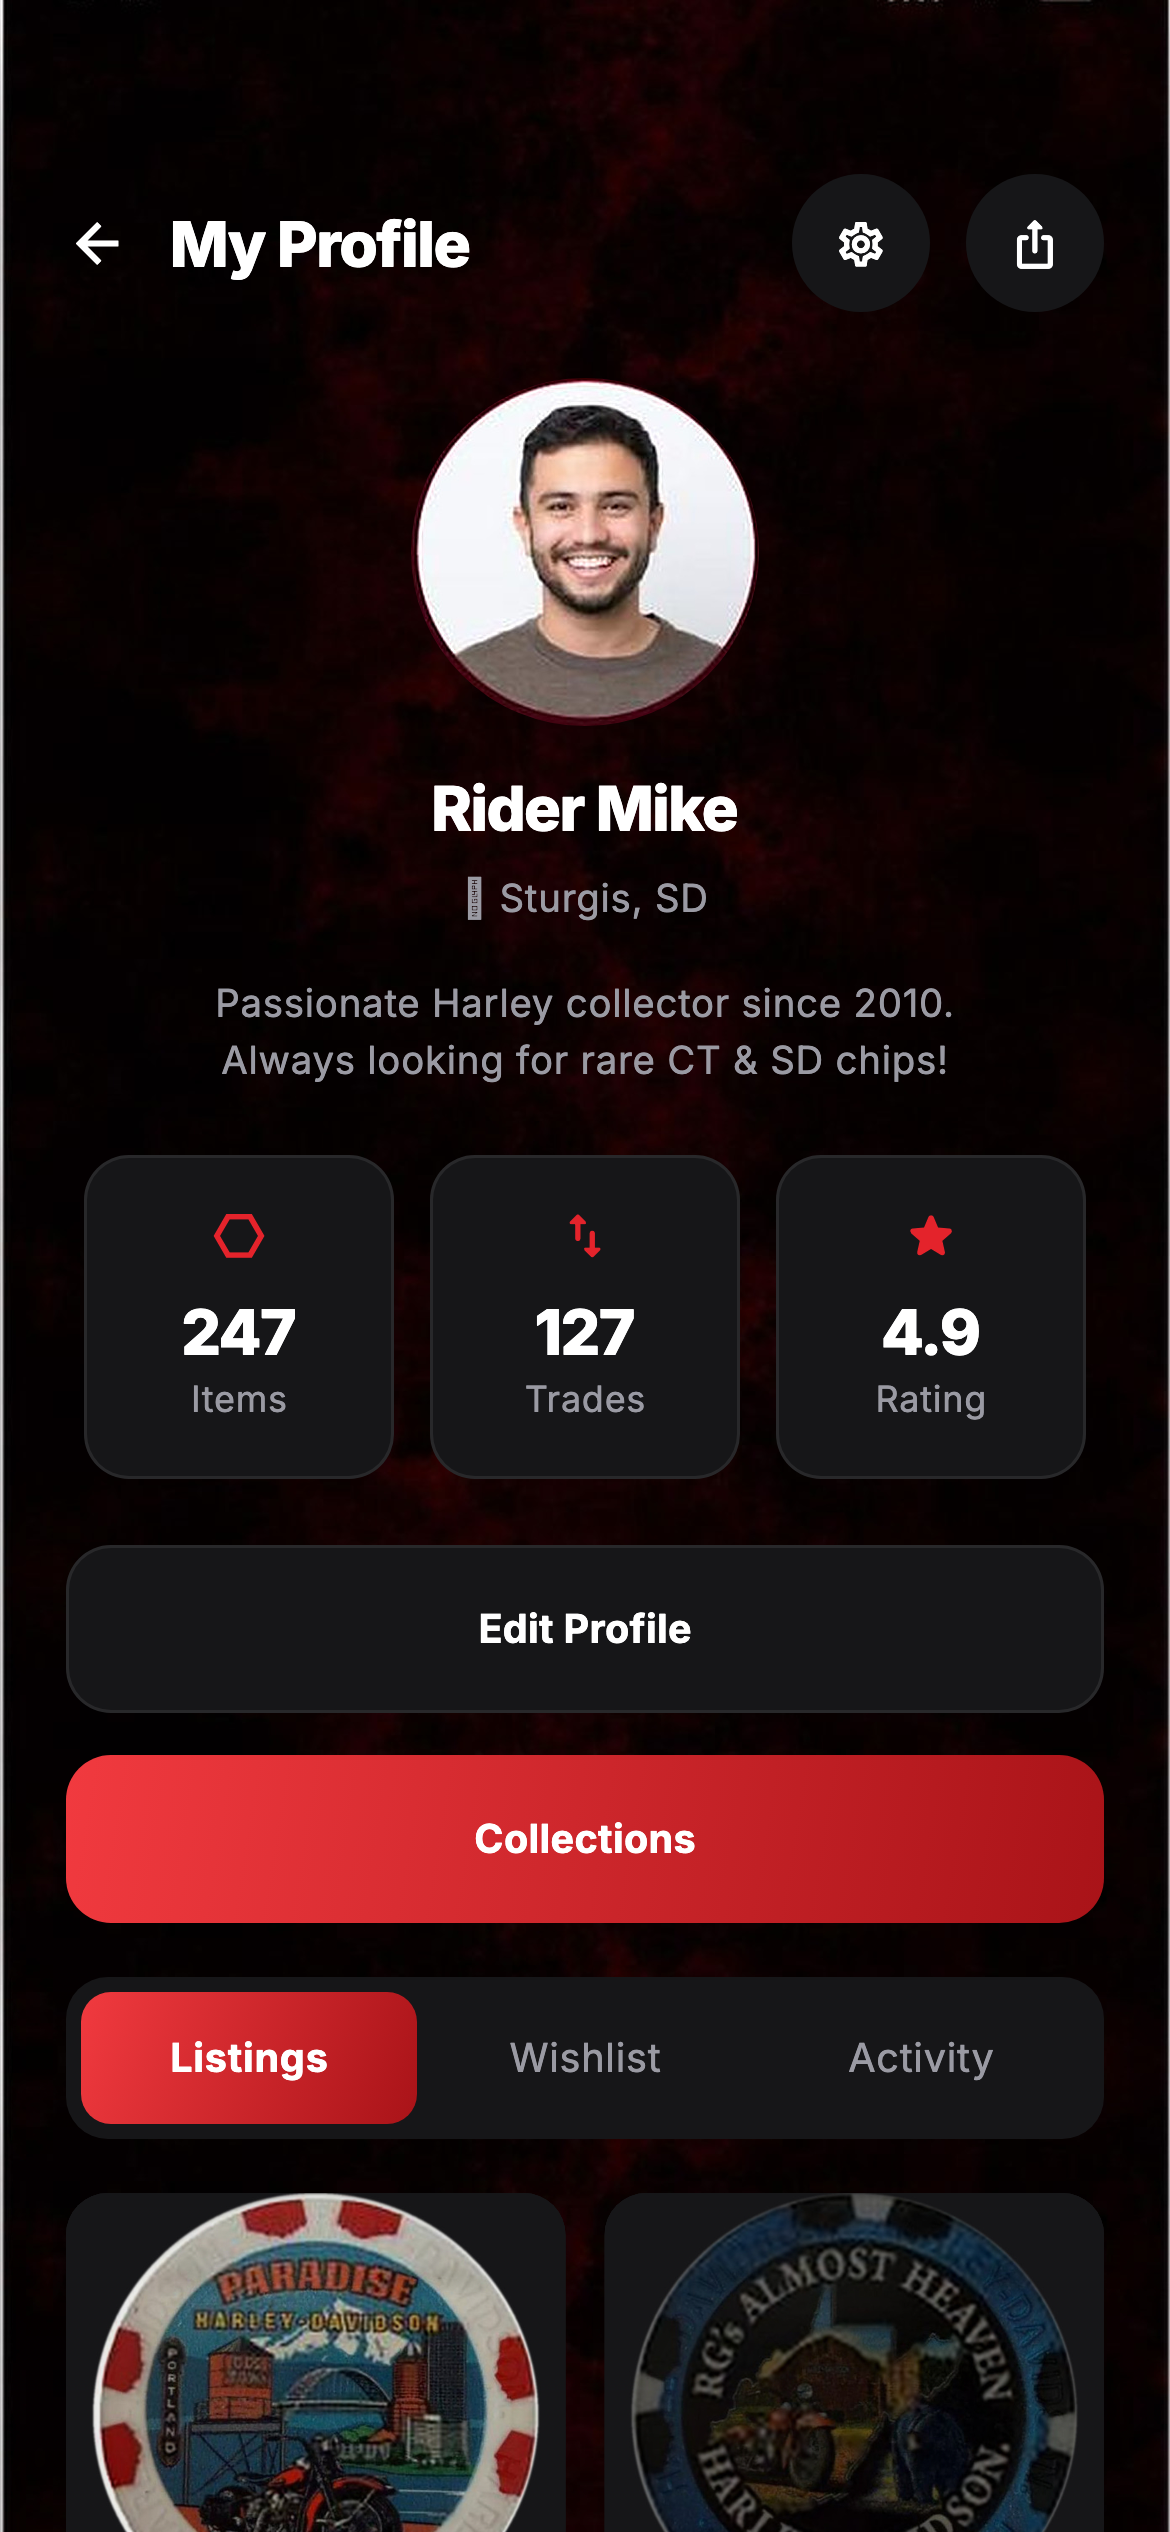 My Profile
Rider Mike
Sturgis, SD
Passionate Harley collector since 2010.
Always looking for rare CT & SD chips!
247
127
4.9
Items
Trades
Rating
Edit Profile
Collections
Listings
Wishlist
Activity
PARADISE
HARLEY-DAVIDSON
PORTLAND
RG's ALMOST HEAVEN